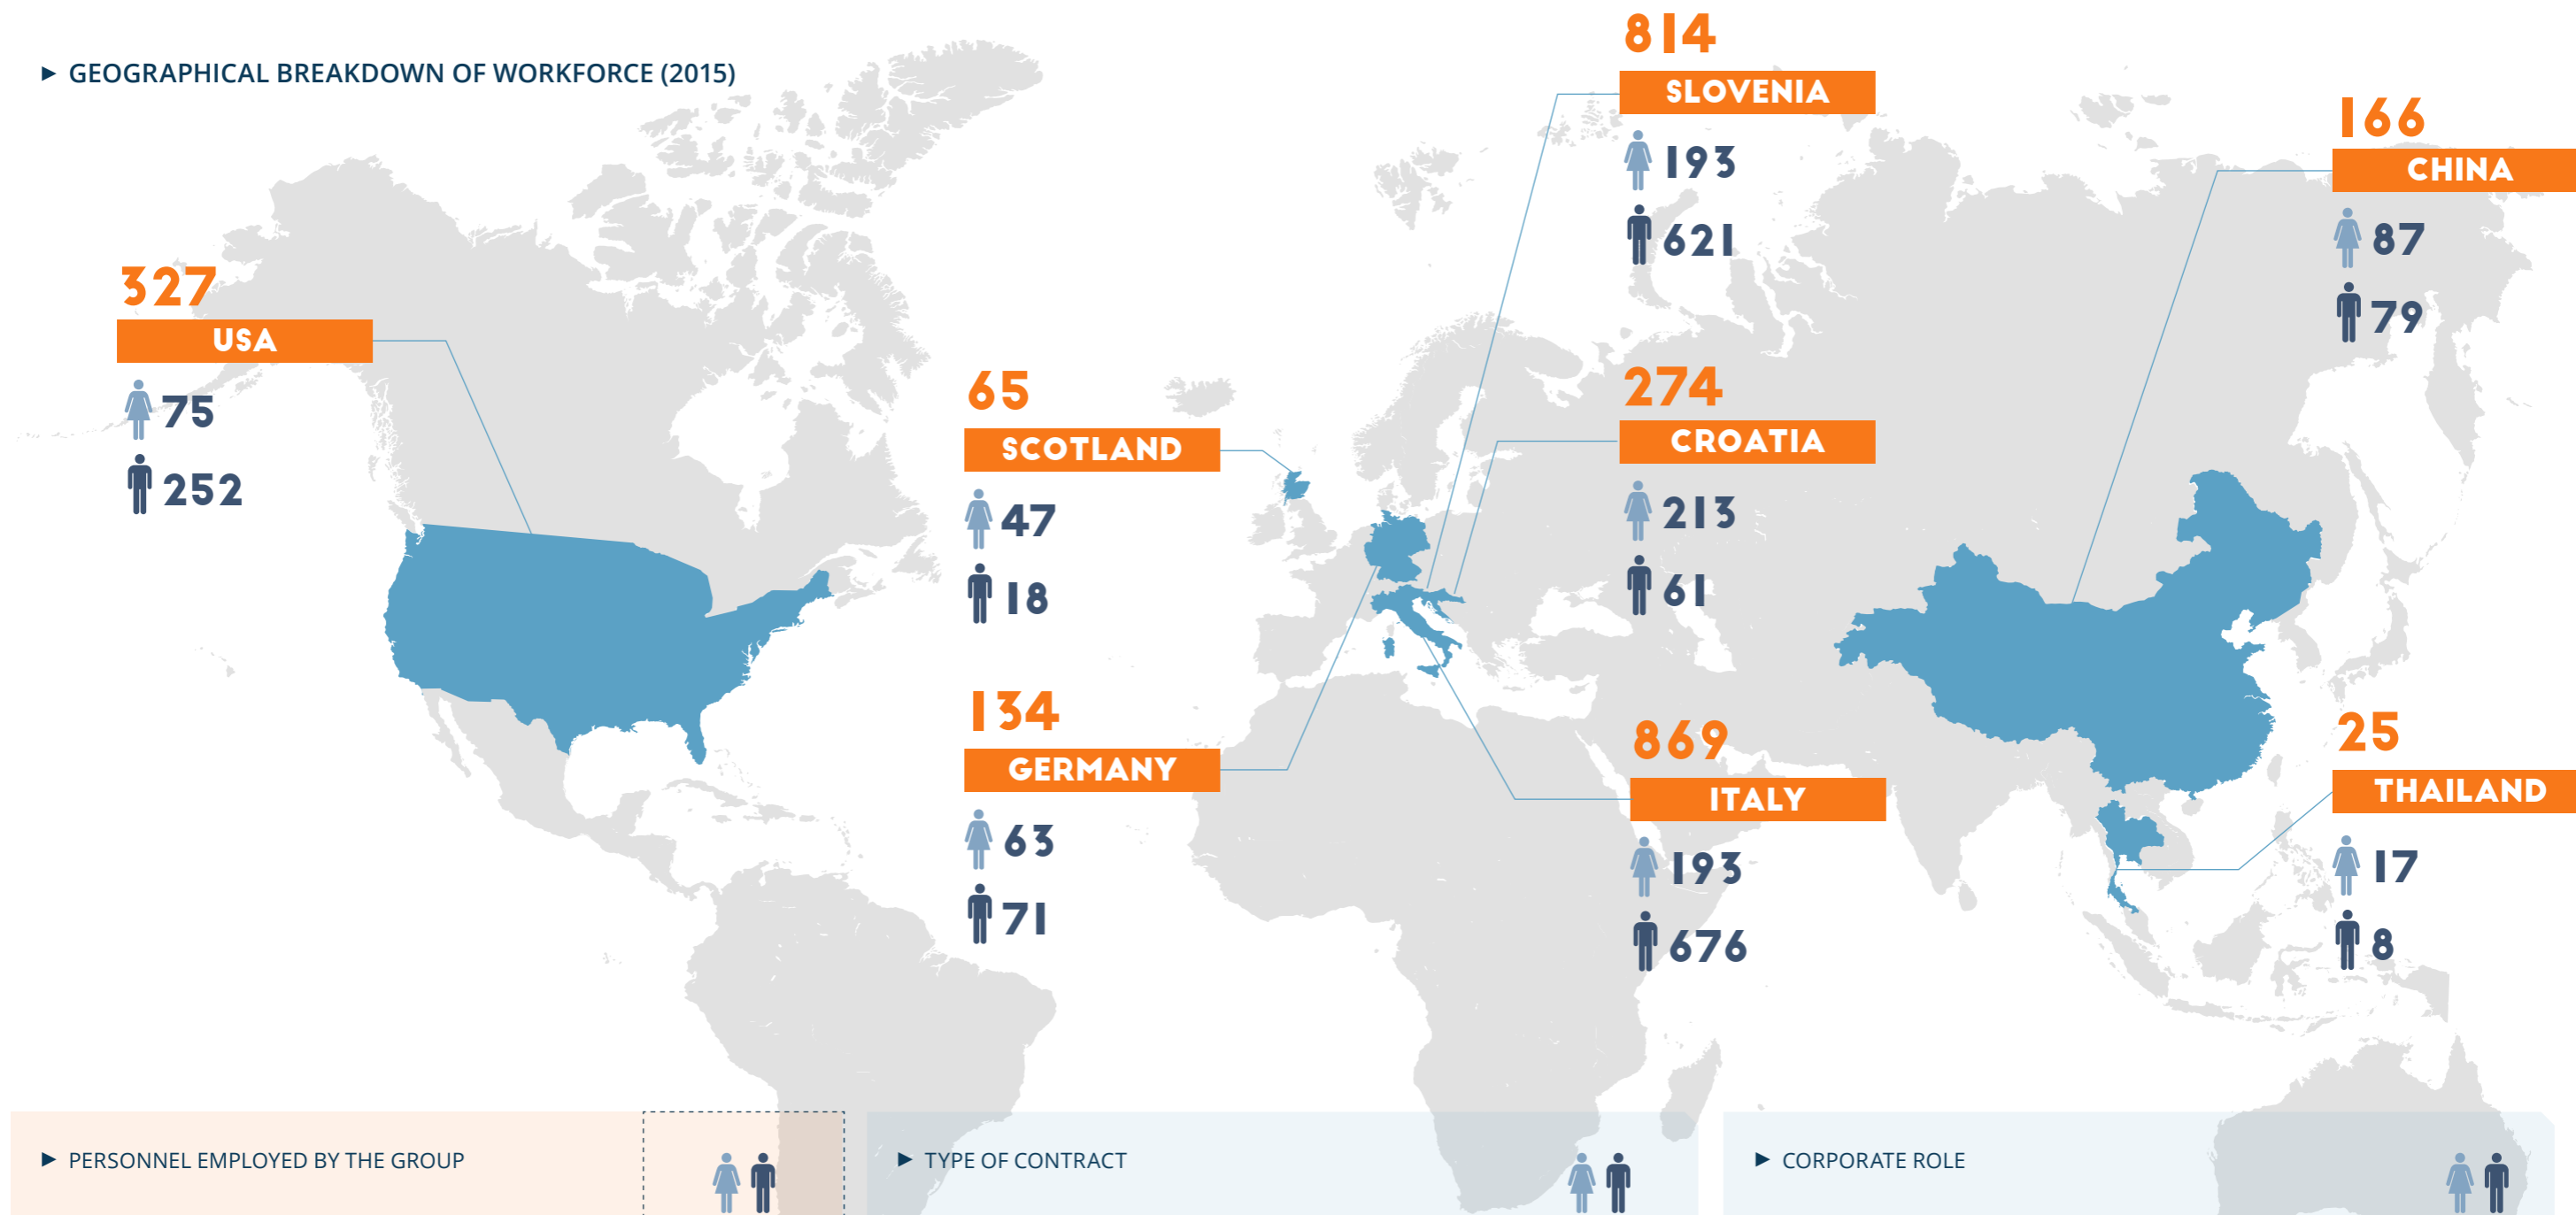 ► GEOGRAPHICAL BREAKDOWN OF WORKFORCE (2015)
327
USA
75
252
65
SCOTLAND
47
18
134
GERMANY
63
71
814
SLOVENIA
193
621
274
CROATIA
213
61
869
ITALY
193
676
166
CHINA
87
79
25
THAILAND
17
8
► PERSONNEL EMPLOYED BY THE GROUP
► TYPE OF CONTRACT
► CORPORATE ROLE